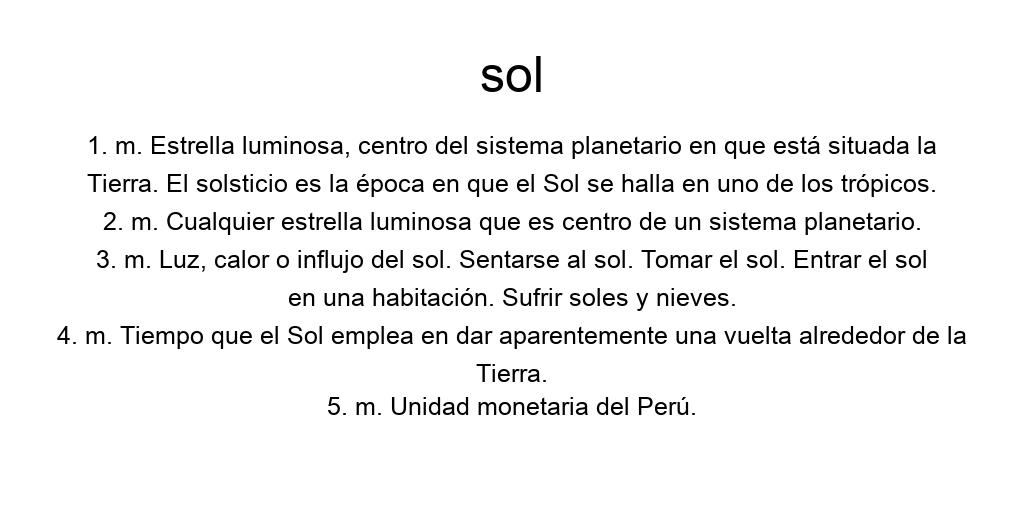 sol
1. m. Estrella luminosa, centro del sistema planetario en que está situada la
Tierra. El solsticio es la época en que el Sol se halla en uno de los trópicos.
2. m. Cualquier estrella luminosa que es centro de un sistema planetario.
3. m. Luz, calor o influjo del sol. Sentarse al sol. Tomar el sol. Entrar el sol
en una habitación. Sufrir soles y nieves.
4. m. Tiempo que el Sol emplea en dar aparentemente una vuelta alrededor de la
Tierra.
5. m. Unidad monetaria del Perú.